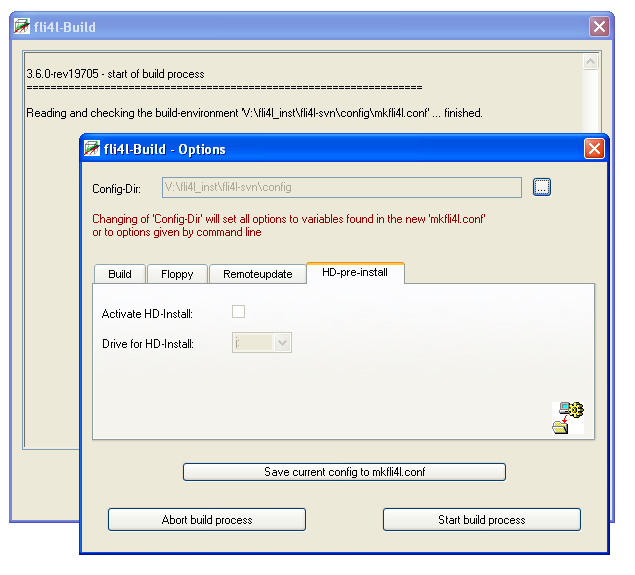 fli4l-Build
3.6.0-rev19705 - start of build process
==============================================================
Reading and checking the build-environment 'V:\fli4l_inst\fli4l-svn\config\mkfli4l.conf' ... finished.
fli4l-Build - Options
Config-Dir: V:\fli4l_inst\fli4l-svn\config ...
Changing of 'Config-Dir' will set all options to variables found in the new 'mkfli4l.conf'
or to options given by command line
Build Floppy Remoteupdate HD-pre-install
Activate HD-Install:
Drive for HD-Install: j:
Save current config to mkfli4l.conf
Abort build process Start build process